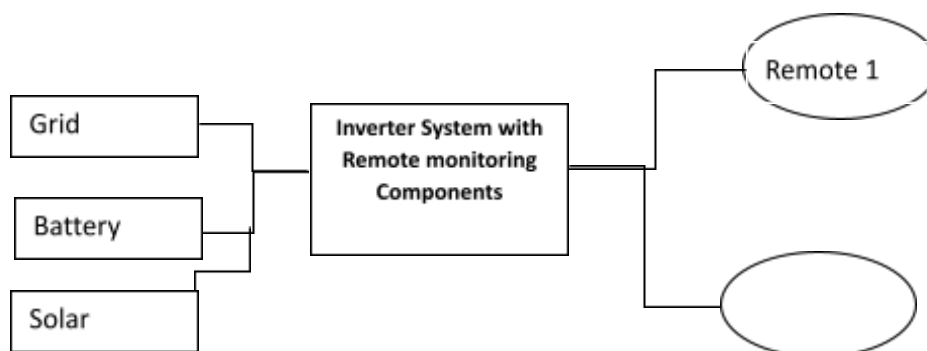 Remote 1
Grid
Inverter System with
Remote monitoring
Components
Battery
Solar